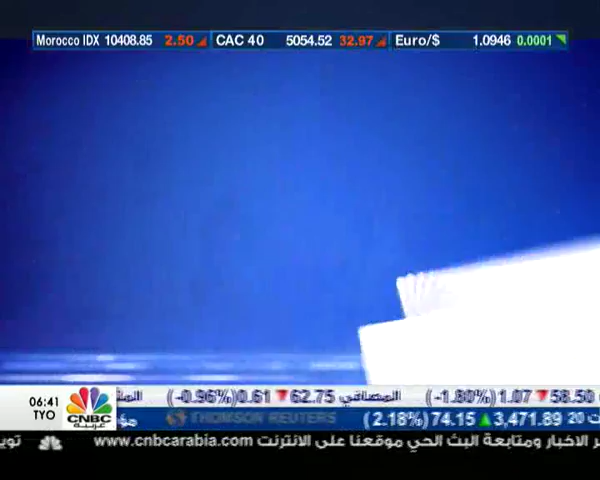 Morocco IDX 10408.85 2.50 CAC 40 5054.52 32.97 Euro/$ 1.0946 0.0001
06:41
TYO
CNBC
عربية
58.50 1.07(-1.80%) المصافي 62.75 0.61(-0.96%)
20 3,471.89 74.15 (2.18%) THOMSON REUTERS
الاخبار ومتابعة البث الحي موقعنا على الانترنت www.cnbcarabia.com